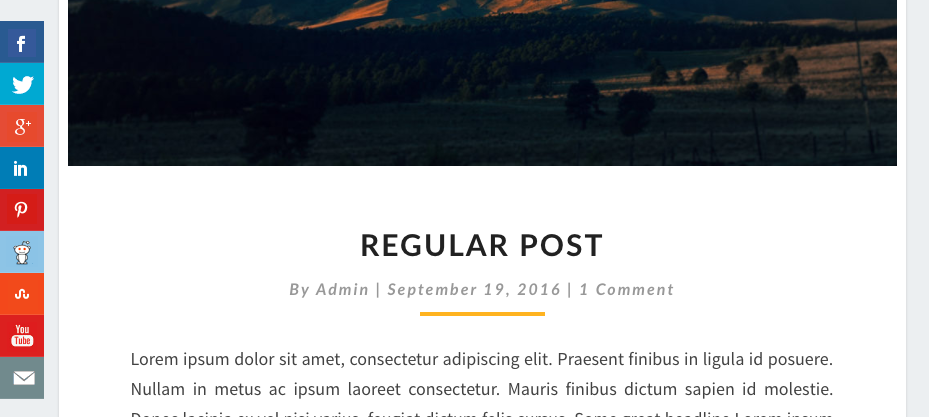 f
g+
in
You
Tube
REGULAR POST
By Admin | September 19, 2016 | 1 Comment
Lorem ipsum dolor sit amet, consectetur adipiscing elit. Praesent finibus in ligula id posuere.
Nullam in metus ac ipsum laoreet consectetur. Mauris finibus dictum sapien id molestie.